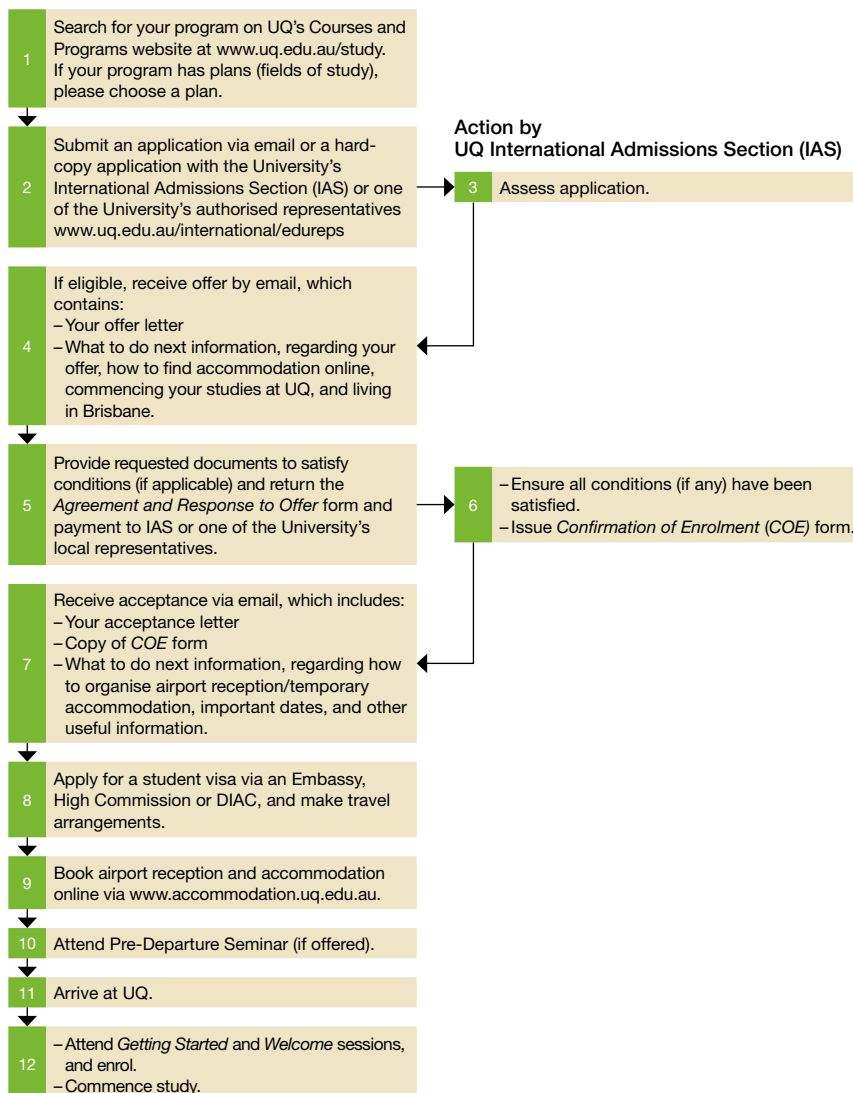 1
Search for your program on UQ's Courses and
Programs website at www.uq.edu.au/study.
If your program has plans (fields of study),
please choose a plan.
2
Submit an application via email or a hard-
copy application with the University's
International Admissions Section (IAS) or one
of the University's authorised representatives
www.uq.edu.au/international/edureps
Action by
UQ International Admissions Section (IAS)
3
Assess application.
4
If eligible, receive offer by email, which
contains:
– Your offer letter
– What to do next information, regarding your
offer, how to find accommodation online,
commencing your studies at UQ, and living
in Brisbane.
5
Provide requested documents to satisfy
conditions (if applicable) and return the
Agreement and Response to Offer form and
payment to IAS or one of the University's
local representatives.
6
– Ensure all conditions (if any) have been
satisfied.
– Issue Confirmation of Enrolment (COE) form.
7
Receive acceptance via email, which includes:
– Your acceptance letter
– Copy of COE form
– What to do next information, regarding how
to organise airport reception/temporary
accommodation, important dates, and other
useful information.
8
Apply for a student visa via an Embassy,
High Commission or DIAC, and make travel
arrangements.
9
Book airport reception and accommodation
online via www.accommodation.uq.edu.au.
10
Attend Pre-Departure Seminar (if offered).
11
Arrive at UQ.
12
– Attend Getting Started and Welcome sessions,
and enrol.
– Commence study.